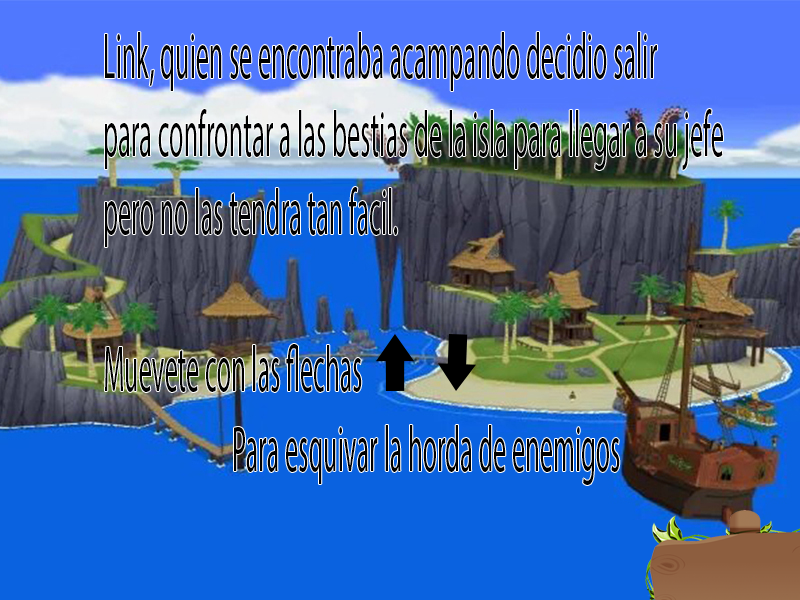 Link, quien se encontraba acampando decidio salir
para confrontar a las bestias de la isla para llegar a su jefe
pero no las tendra tan facil.
Muevete con las flechas
Para esquivar la horda de enemigos